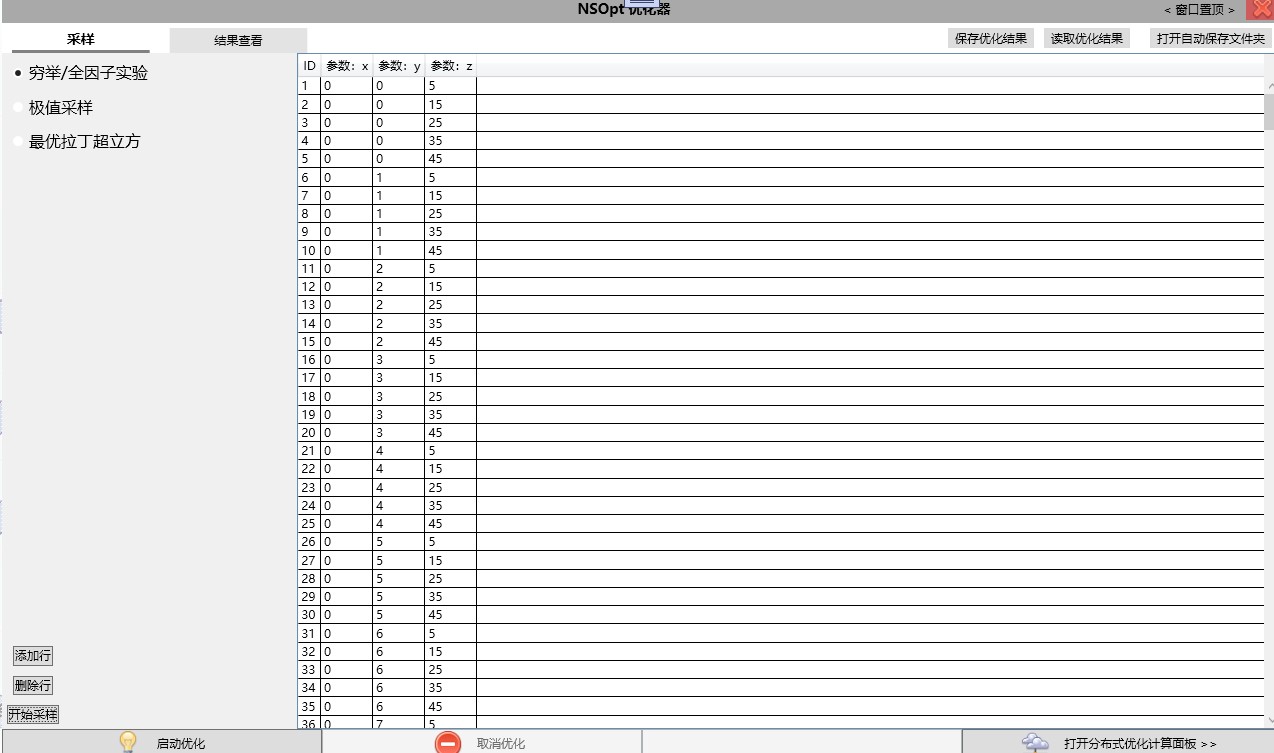 NSOpt 优化器
< 窗口置顶 >
采样
结果查看
保存优化结果
读取优化结果
打开自动保存文件夹
穷举/全因子实验
极值采样
最优拉丁超立方
ID 参数：x 参数：y 参数：z
1 0 0 5
2 0 0 15
3 0 0 25
4 0 0 35
5 0 0 45
6 0 1 5
7 0 1 15
8 0 1 25
9 0 1 35
10 0 1 45
11 0 2 5
12 0 2 15
13 0 2 25
14 0 2 35
15 0 2 45
16 0 3 5
17 0 3 15
18 0 3 25
19 0 3 35
20 0 3 45
21 0 4 5
22 0 4 15
23 0 4 25
24 0 4 35
25 0 4 45
26 0 5 5
27 0 5 15
28 0 5 25
29 0 5 35
30 0 5 45
31 0 6 5
32 0 6 15
33 0 6 25
34 0 6 35
35 0 6 45
36 0 7 5
添加行
删除行
开始采样
启动优化
取消优化
打开分布式优化计算面板 >>